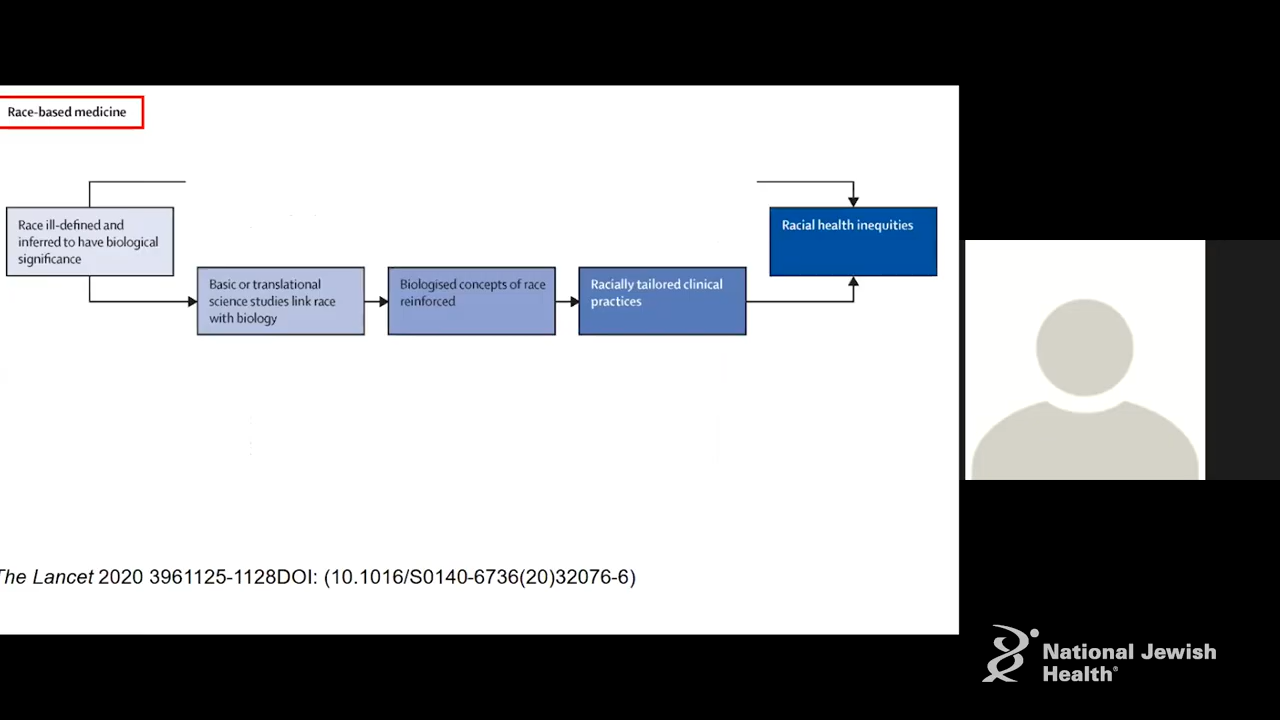 Race-based medicine
Race ill-defined and
inferred to have biological
significance
Basic or translational
science studies link race
with biology
Biologised concepts of race
reinforced
Racially tailored clinical
practices
Racial health inequities
The Lancet 2020 3961125-1128DOI: (10.1016/S0140-6736(20)32076-6)
National Jewish
Health®